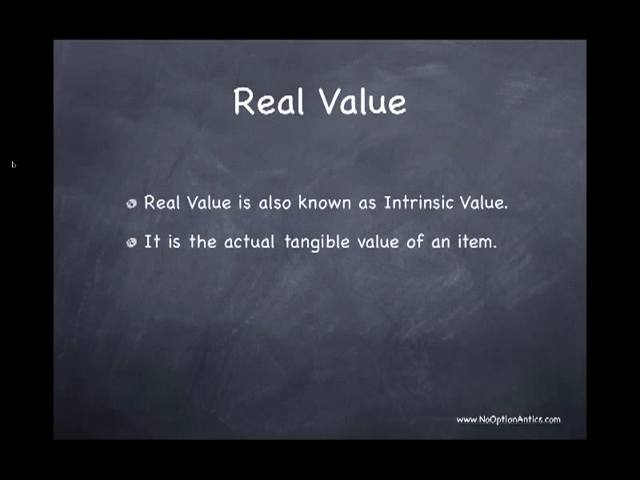 Real Value
Real Value is also known as Intrinsic Value.
It is the actual tangible value of an item.
www.NoOptionAntics.com